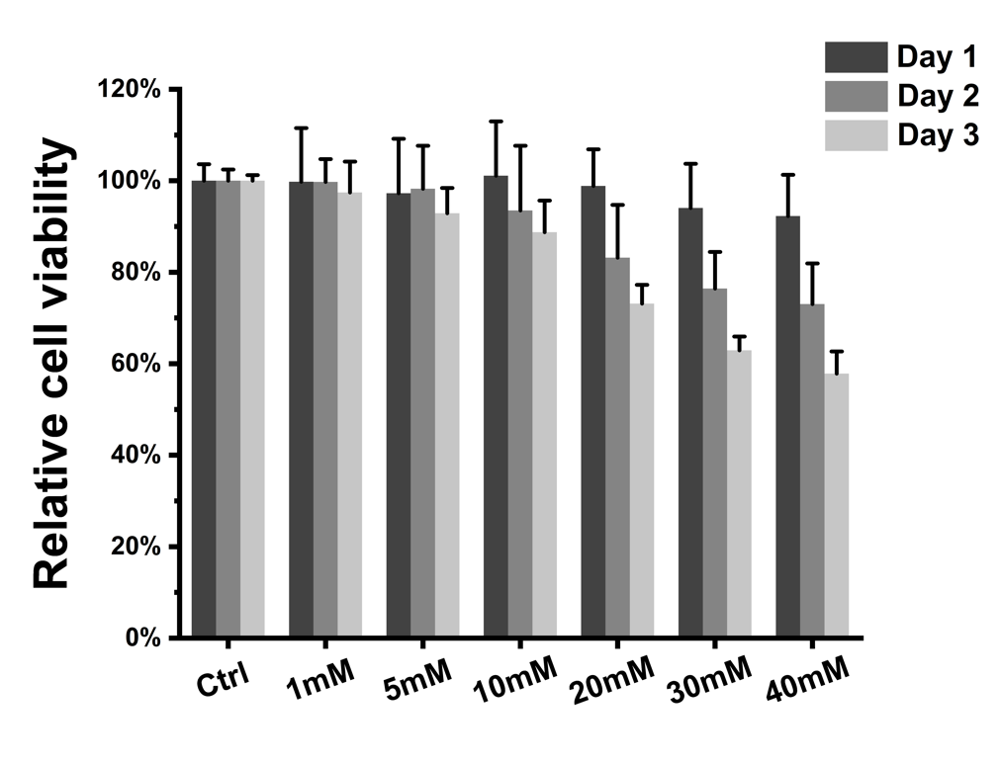 Day 1
Day 2
Day 3
Relative cell viability
120%
100%
80%
60%
40%
20%
0%
Ctrl
1mM
5mM
10mM
20mM
30mM
40mM